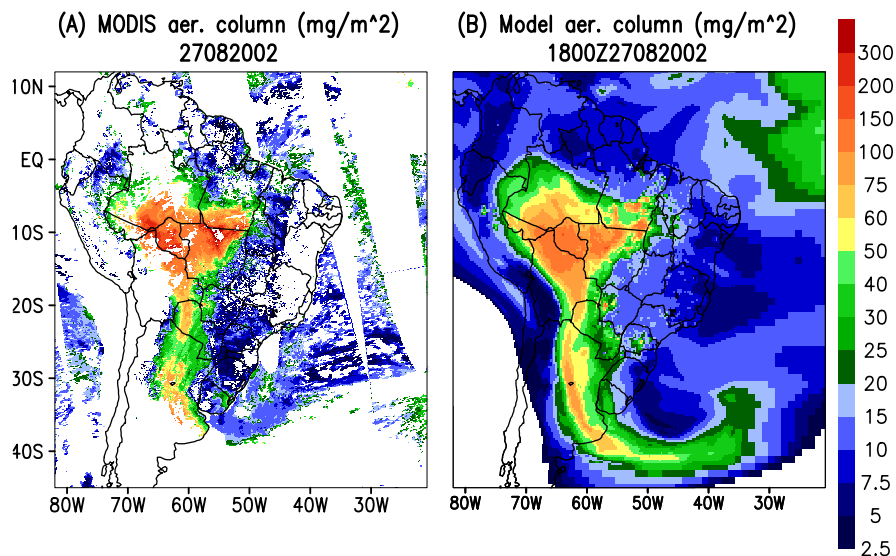 (A) MODIS aer. column (mg/m^2)
27082002
(B) Model aer. column (mg/m^2)
1800Z27082002
10N
EQ
10S
20S
30S
40S
80W 70W 60W 50W 40W 30W
80W 70W 60W 50W 40W 30W
300
200
150
100
75
60
50
40
30
25
20
15
10
7.5
5
2.5